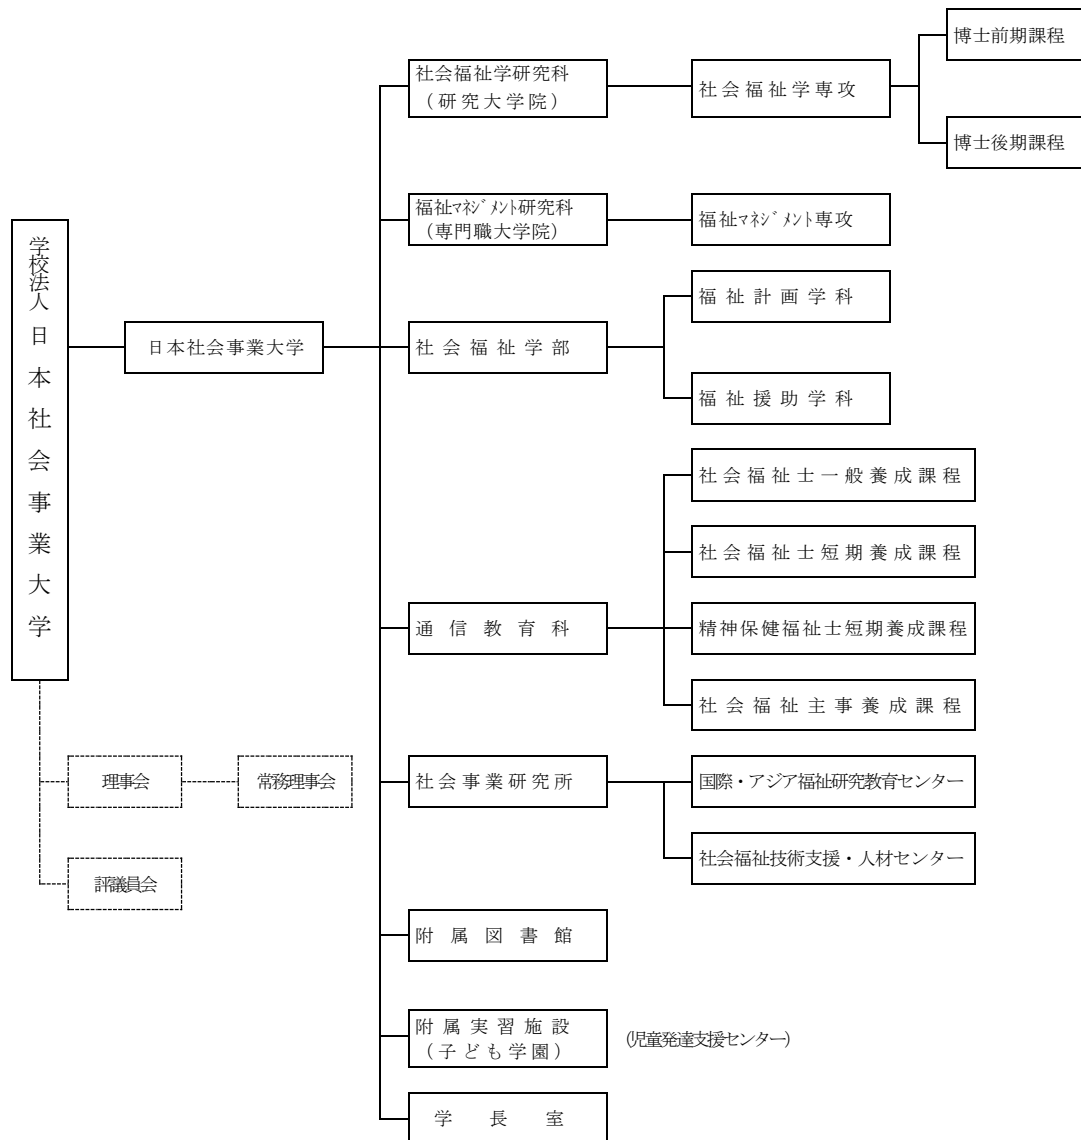 博士前期課程
社会福祉学研究科
（研究大学院）
社会福祉学専攻
博士後期課程
福祉ﾏﾈｼﾞﾒﾝﾄ研究科
（専門職大学院）
福祉ﾏﾈｼﾞﾒﾝﾄ専攻
学校法人日本社会事業大学
福祉計画学科
日本社会事業大学
社会福祉学部
福祉援助学科
社会福祉士一般養成課程
社会福祉士短期養成課程
通信教育科
精神保健福祉士短期養成課程
社会福祉主事養成課程
理事会
常務理事会
社会事業研究所
国際・アジア福祉研究教育センター
社会福祉技術支援・人材センター
評議員会
附属図書館
附属実習施設
（子ども学園）
(児童発達支援センター)
学長室